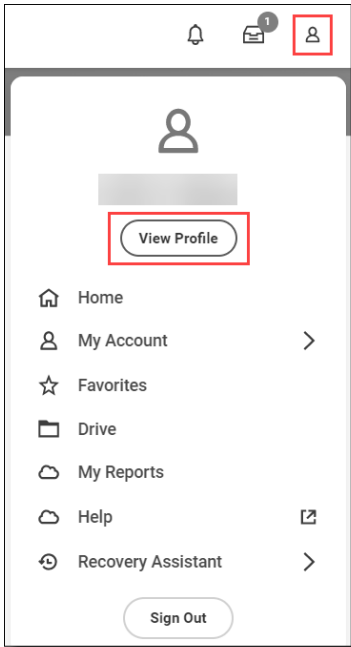 1
View Profile
Home
My Account
Favorites
Drive
My Reports
Help
Recovery Assistant
Sign Out